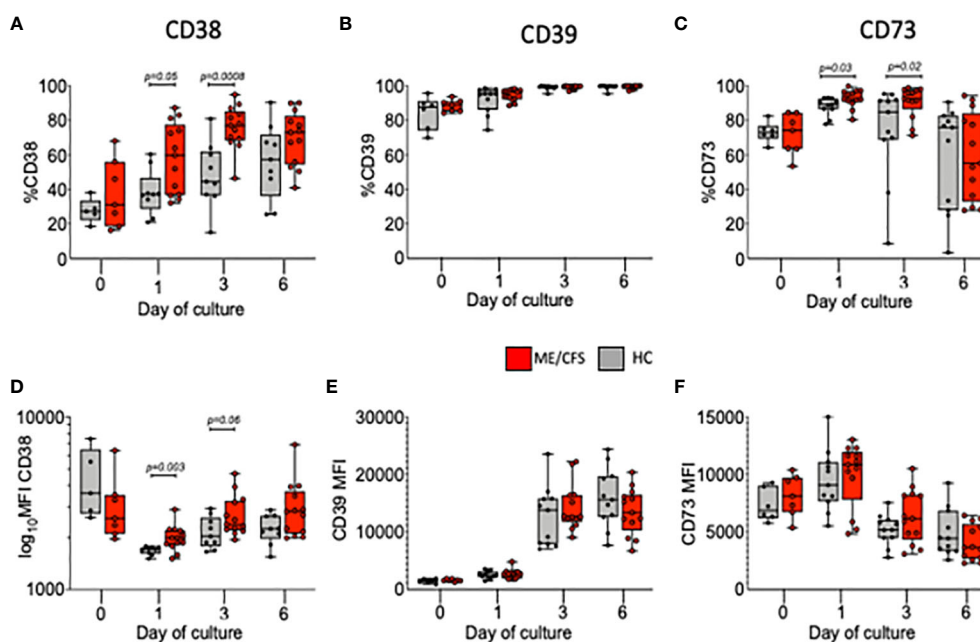 A
CD38
p=0.05
p=0.0008
%CD38
100
80
60
40
20
0
0 1 3 6
Day of culture
B
CD39
%CD39
100
80
60
40
20
0
0 1 3 6
Day of culture
C
CD73
p=0.03
p=0.02
%CD73
100
80
60
40
20
0
0 1 3 6
Day of culture
ME/CFS HC
D
p=0.003
p=0.06
log10MFI CD38
10000
1000
0 1 3 6
Day of culture
E
CD39 MFI
30000
20000
10000
0
0 1 3 6
Day of culture
F
CD73 MFI
15000
10000
5000
0
0 1 3 6
Day of culture